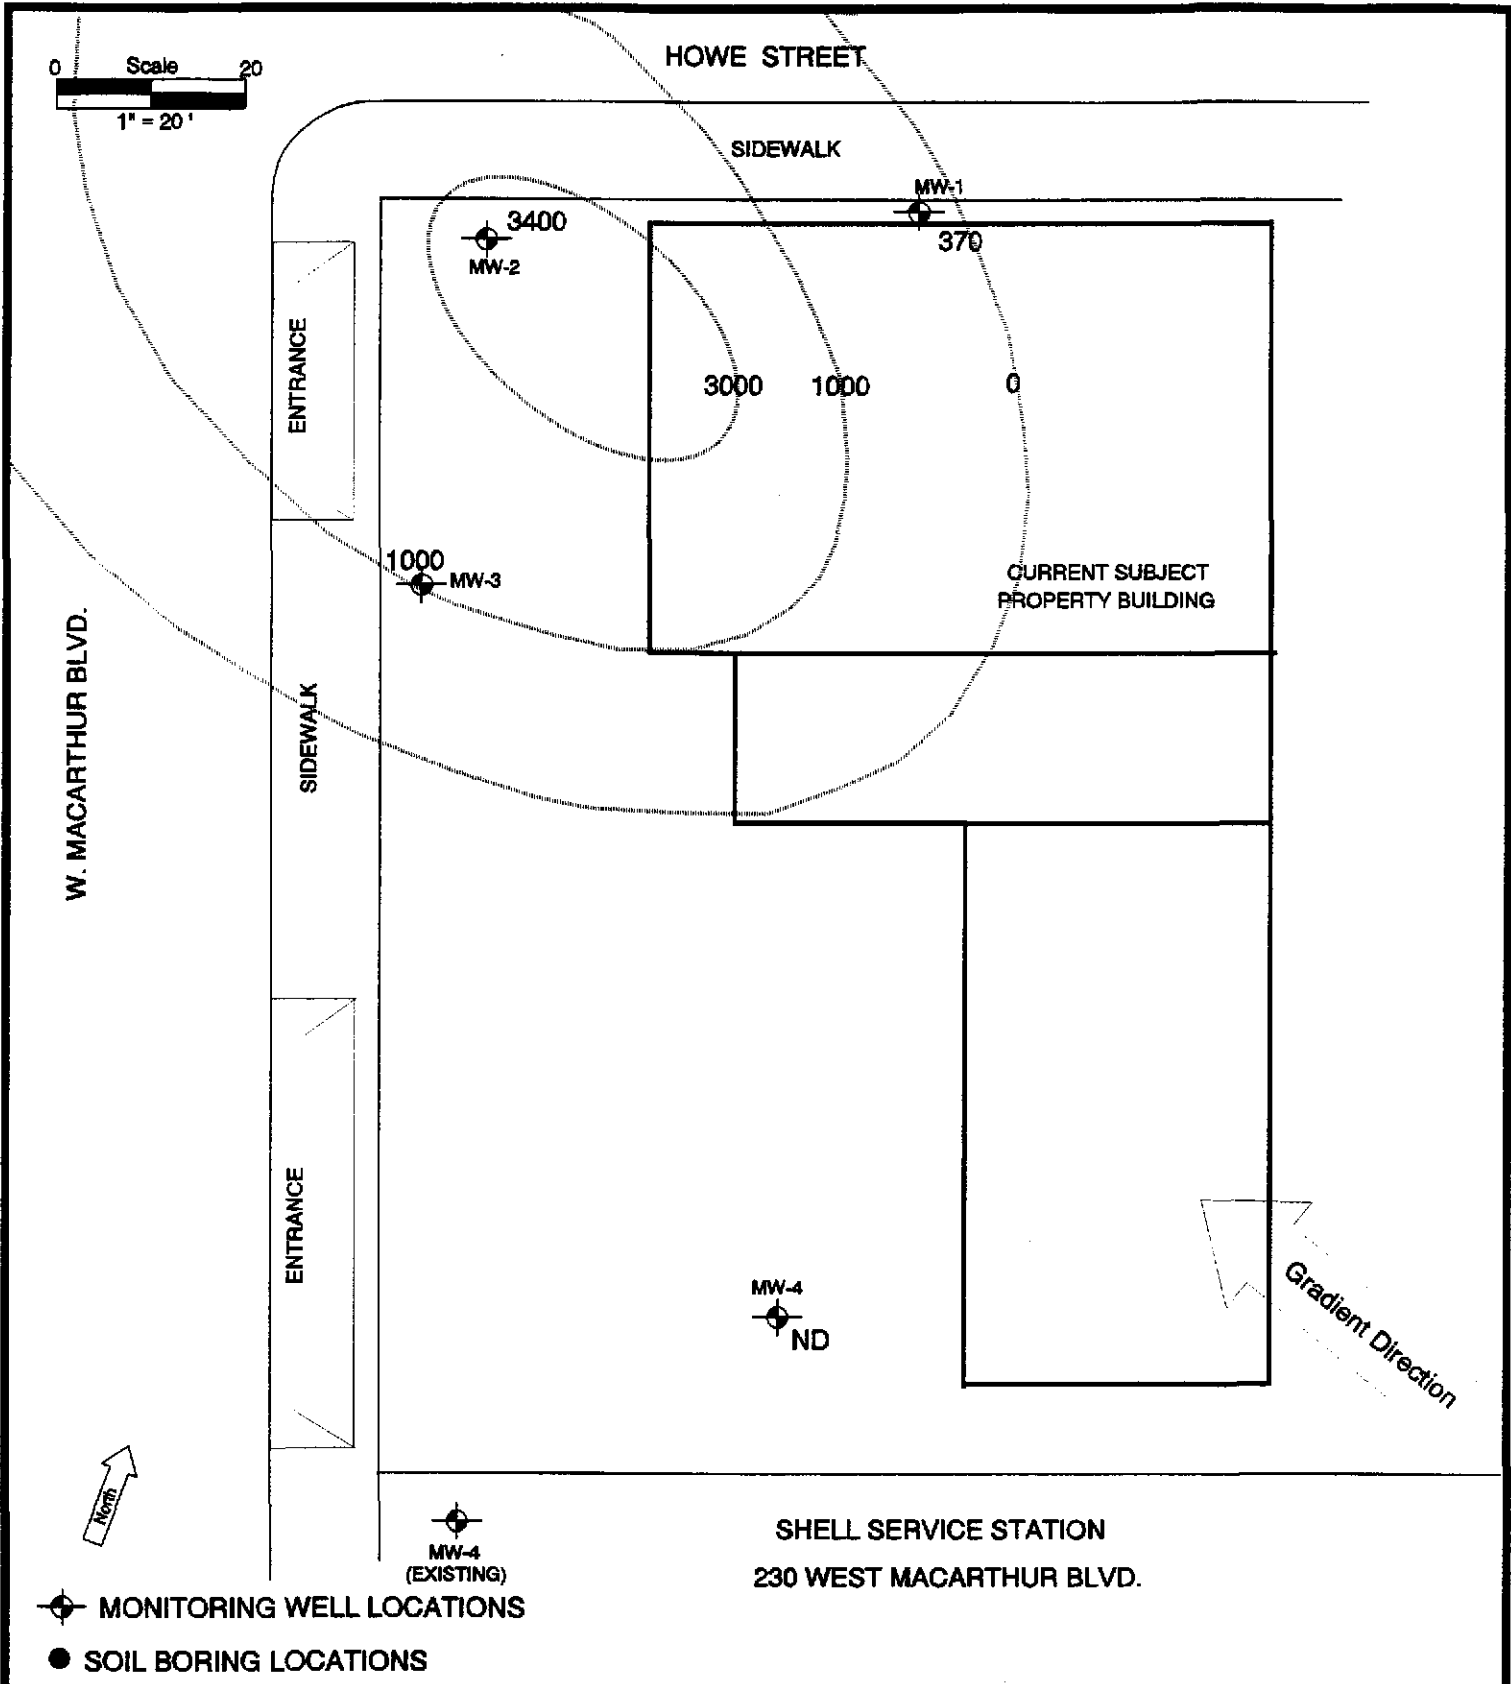 HOWE STREET
0 Scale 20
1" = 20 '
SIDEWALK
MW-1
370
3400
MW-2
ENTRANCE
3000 1000 0
1000
MW-3
CURRENT SUBJECT
PROPERTY BUILDING
W. MACARTHUR BLVD.
SIDEWALK
ENTRANCE
MW-4
ND
Gradient Direction
North
MW-4
(EXISTING)
SHELL SERVICE STATION
230 WEST MACARTHUR BLVD.
MONITORING WELL LOCATIONS
SOIL BORING LOCATIONS